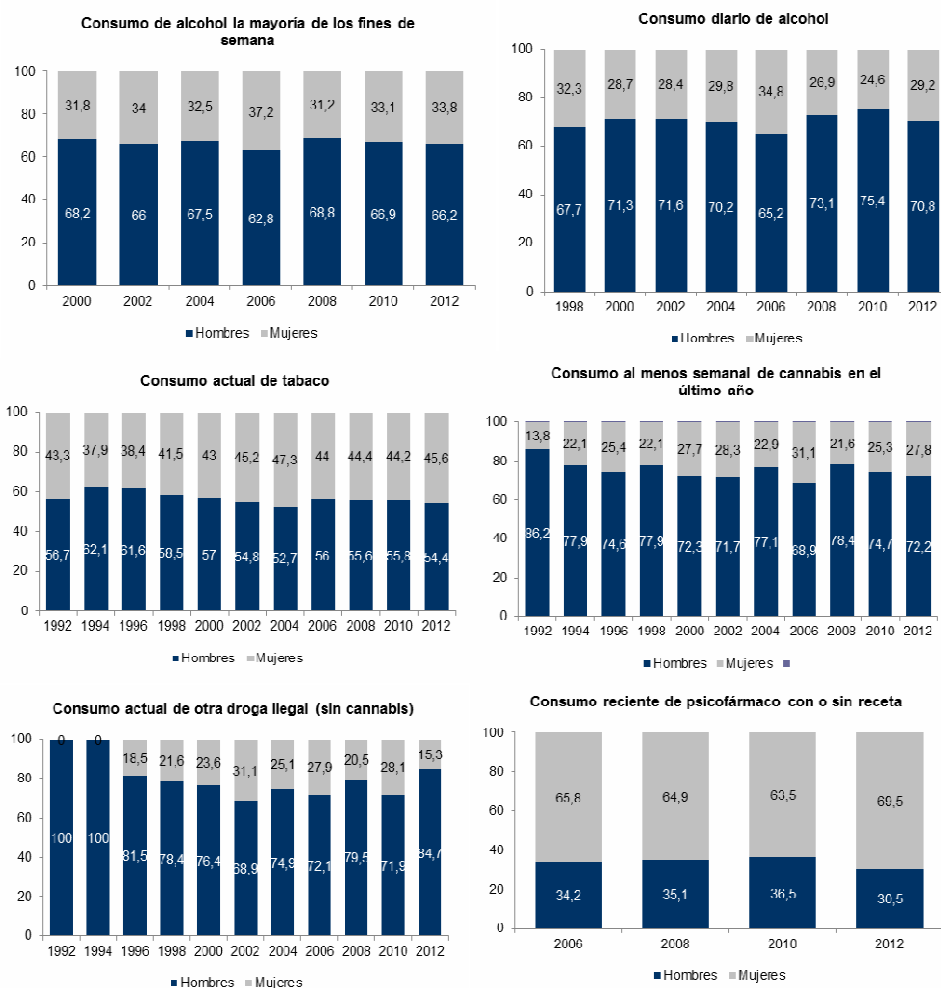 Consumo de alcohol la mayoría de los fines de
semana
100
80
60
40
20
0
31,8 34 32,5 37,2 31,2 33,1 33,8
68,2 66 67,5 62,8 68,8 66,9 66,2
2000 2002 2004 2006 2008 2010 2012
Hombres Mujeres
Consumo diario de alcohol
100
80
60
40
20
0
32,3 28,7 28,4 29,8 34,8 26,9 24,6 29,2
67,7 71,3 71,6 70,2 65,2 73,1 75,4 70,8
1998 2000 2002 2004 2006 2008 2010 2012
Hombres Mujeres
Consumo actual de tabaco
100
80
60
40
20
0
43,3 37,9 38,4 41,5 43 45,2 47,3 44 44,4 44,2 45,6
56,7 62,1 61,6 58,5 57 54,8 52,7 56 55,6 55,8 54,4
1992 1994 1996 1998 2000 2002 2004 2006 2008 2010 2012
Hombres Mujeres
Consumo al menos semanal de cannabis en el
último año
100
80
60
40
20
0
13,8 22,1 25,4 22,1 27,7 28,3 22,9 31,1 21,6 25,3 27,8
86,2 77,9 74,6 77,9 72,3 71,7 77,1 68,9 78,4 74,7 72,2
1992 1994 1996 1998 2000 2002 2004 2006 2008 2010 2012
Hombres Mujeres
Consumo actual de otra droga ilegal (sin cannabis)
100
80
60
40
20
0
0 0 18,5 21,6 23,6 31,1 25,1 27,9 20,5 28,1 15,3
100 100 81,5 78,4 76,4 68,9 74,9 72,1 79,5 71,9 84,7
1992 1994 1996 1998 2000 2002 2004 2006 2008 2010 2012
Hombres Mujeres
Consumo reciente de psicofármaco con o sin receta
100
80
60
40
20
0
65,8 64,9 63,5 69,5
34,2 35,1 36,5 30,5
2006 2008 2010 2012
Hombres Mujeres